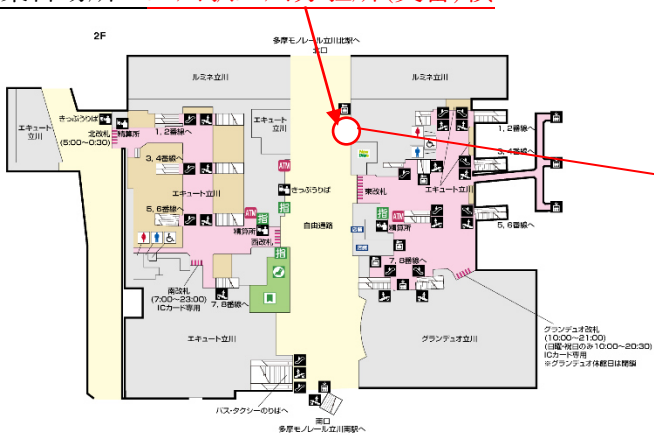 2F
多摩モノレール立川北駅へ
北口
ルミネ立川
ルミネ立川
きっぷうりば
エキュート
立川
北改札
(5:00〜0:30)
精算所
1, 2番線へ
エキュート
立川
1, 2番線へ
3, 4番線へ
3, 4番線へ
エキュート立川
ATM
きっぷうりば
東改札
エキュート立川
5, 6番線へ
ATM
指
指
精算所
自由通路
ATM
指
精算所
5, 6番線へ
西改札
指
7, 8番線へ
南改札
(7:00〜23:00)
ICカード専用
7, 8番線へ
エキュート立川
グランデュオ立川
グランデュオ改札
(10:00〜21:00)
(日曜・祝日のみ10:00〜20:30)
ICカード専用
※グランデュオ休館日は閉鎖
バス・タクシーのりばへ
南口
多摩モノレール立川南駅へ